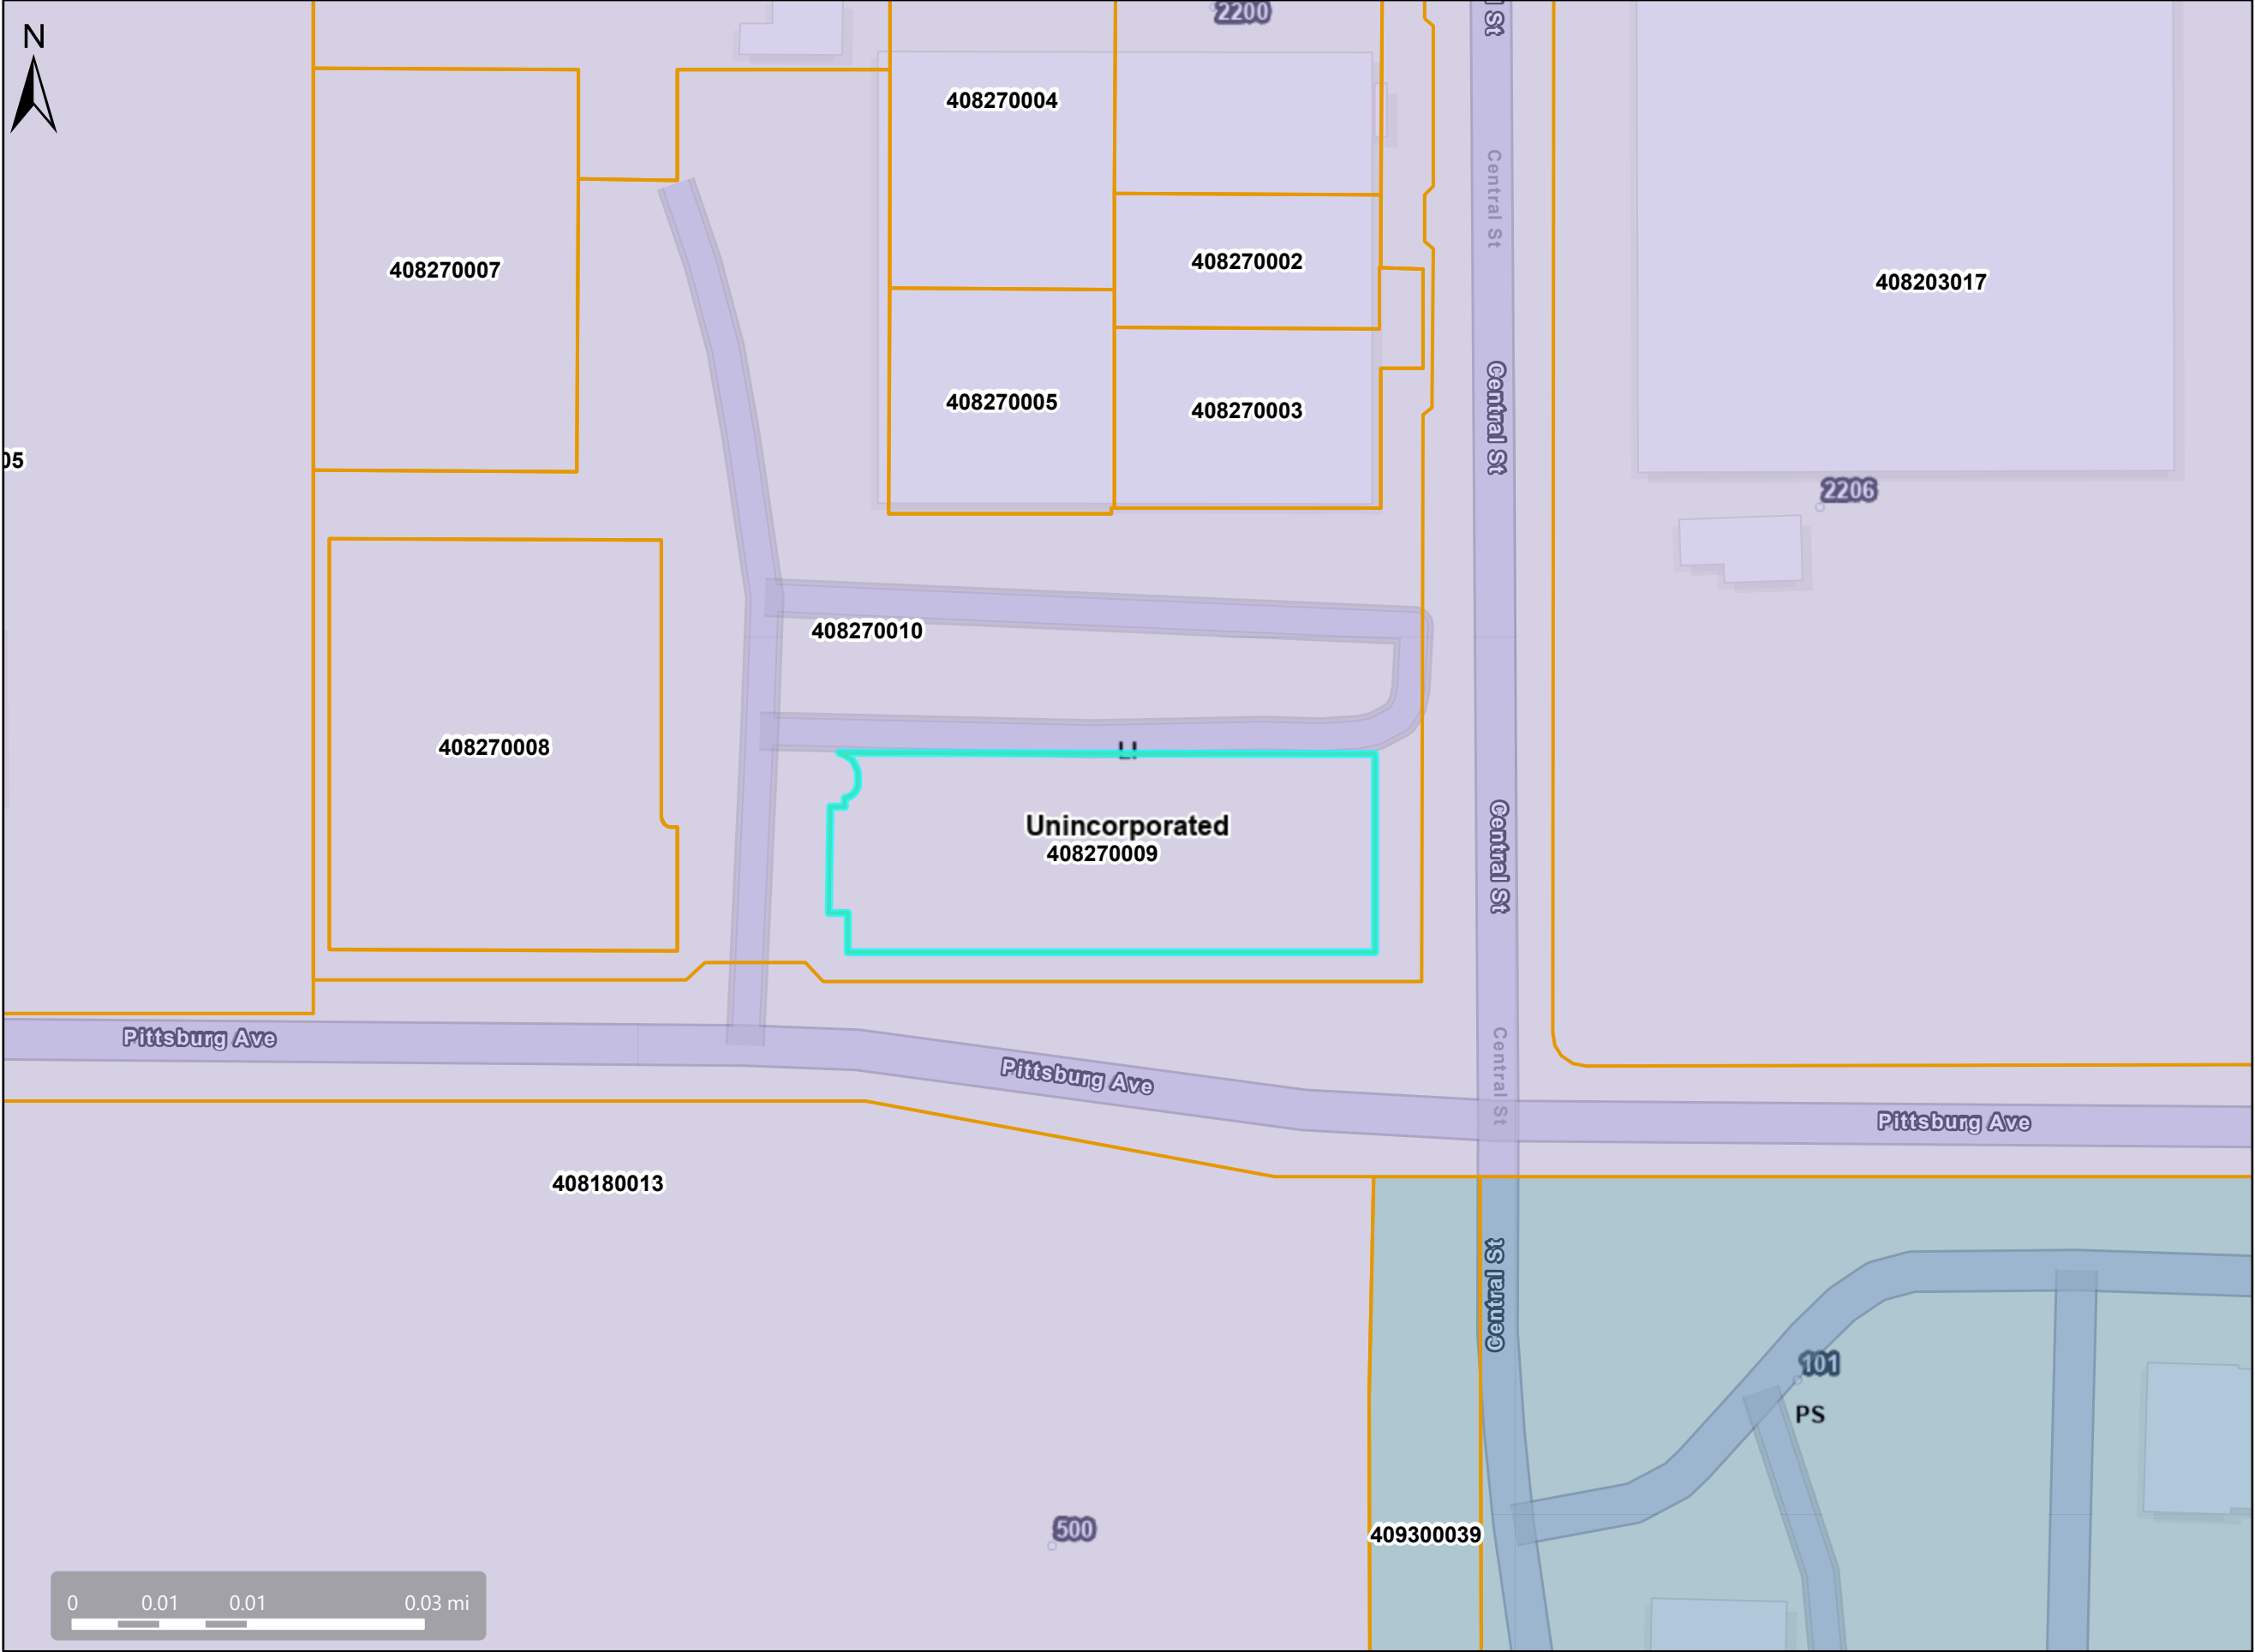 2200
l St
N
408270004
Central St
408270002
408270007
408203017
408270005
408270003
Central St
05
2206
408270010
408270008
LI
Unincorporated
408270009
Central St
Pittsburg Ave
Pittsburg Ave
Central St
Pittsburg Ave
408180013
Central St
101
PS
500
409300039
0 0.01 0.01 0.03 mi